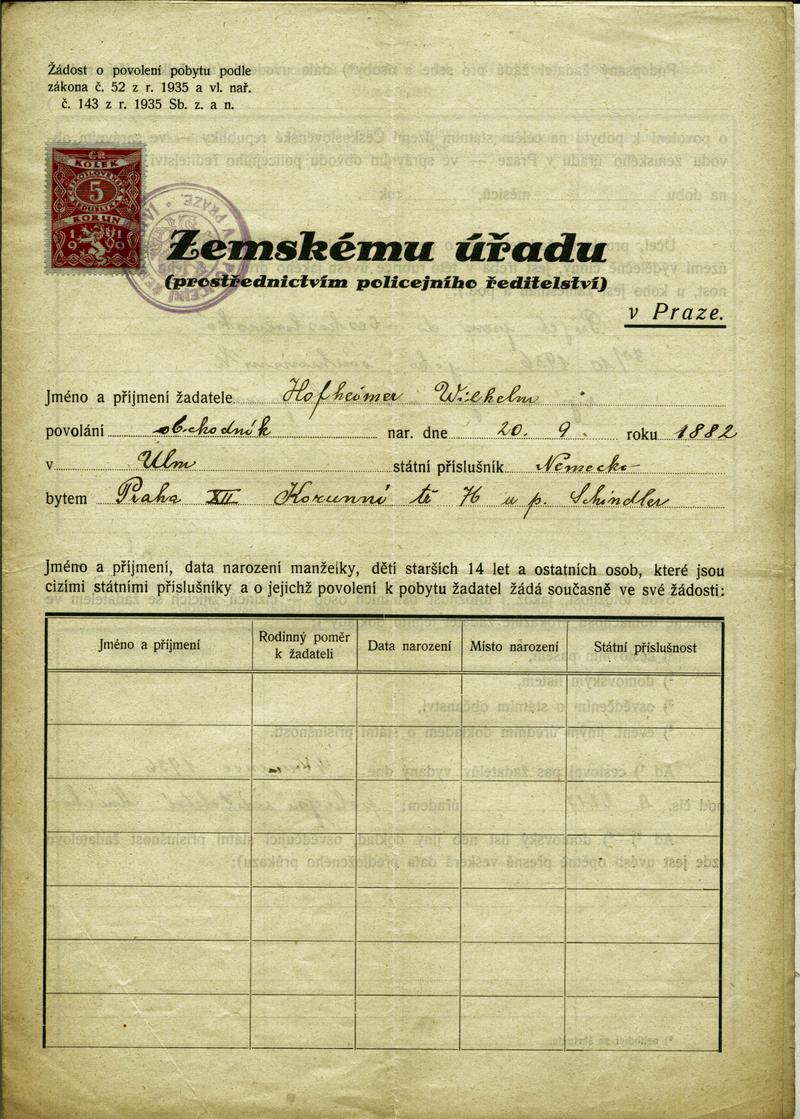 Žádost o povolení pobytu podle
zákona č. 52 z r. 1935 a vl. nař.
č. 143 z r. 1935 Sb. z. a n.
KOLEK
ČESKOSLOVENSKÁ
5
REPUBLIKA
KORUN
V PRAZE
Zemskému úřadu
(prostřednictvím policejního ředitelství)
v Praze.
Jméno a příjmení žadatele Hofheimer Wilhelm
povolání obchodník nar. dne 20. 9. roku 1882
v Ulm státní příslušník Německo
bytem Praha XII Korunní tř 76 u p. Schindler
Jméno a příjmení, data narození manželky, dětí starších 14 let a ostatních osob, které jsou
cizími státními příslušníky a o jejichž povolení k pobytu žadatel žádá současně ve své žádosti:
Jméno a příjmení Rodinný poměr k žadateli Data narození Místo narození Státní příslušnost